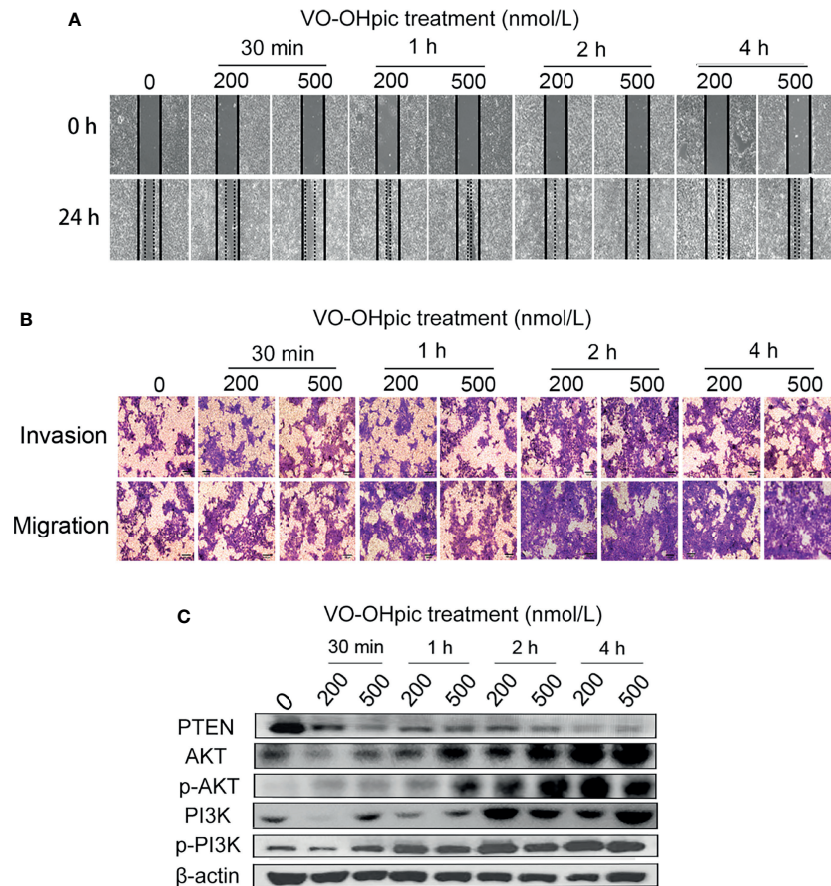 A
VO-OHpic treatment (nmol/L)
30 min 1 h 2 h 4 h
0 200 500 200 500 200 500 200 500
0 h
24 h
B
VO-OHpic treatment (nmol/L)
30 min 1 h 2 h 4 h
0 200 500 200 500 200 500 200 500
Invasion
Migration
C
VO-OHpic treatment (nmol/L)
30 min 1 h 2 h 4 h
0 200 500 200 500 200 500 200 500
PTEN
AKT
p-AKT
PI3K
p-PI3K
β-actin